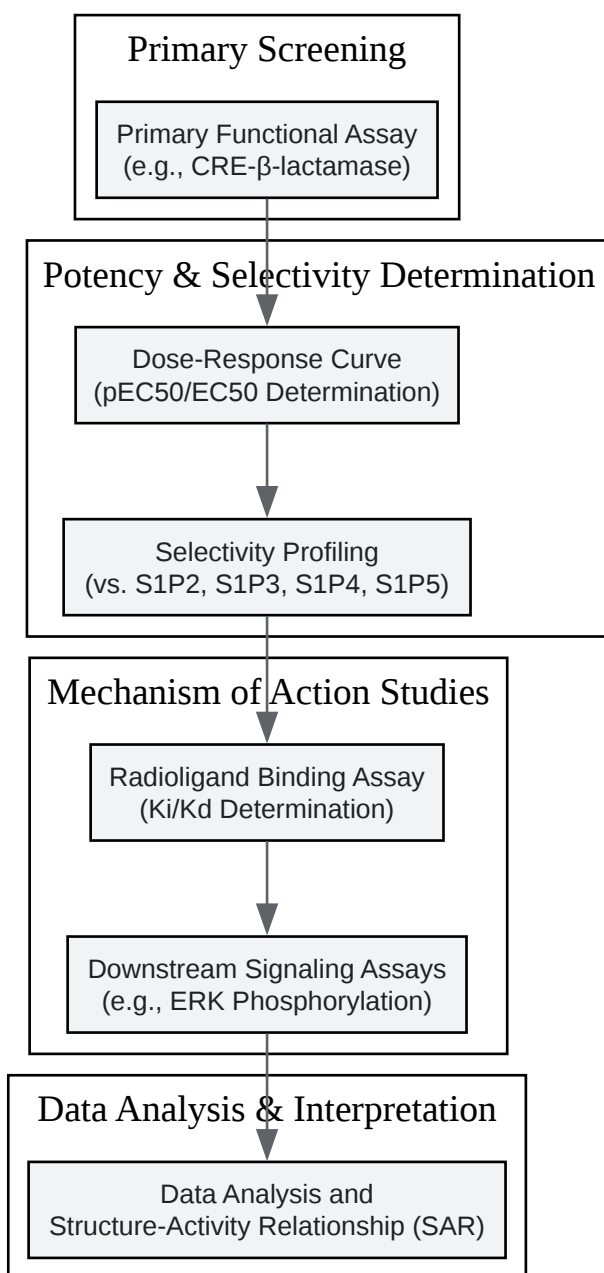 Primary Screening
Primary Functional Assay
(e.g., CRE-β-lactamase)
Potency & Selectivity Determination
Dose-Response Curve
(pEC50/EC50 Determination)
Selectivity Profiling
(vs. S1P2, S1P3, S1P4, S1P5)
Mechanism of Action Studies
Radioligand Binding Assay
(Ki/Kd Determination)
Downstream Signaling Assays
(e.g., ERK Phosphorylation)
Data Analysis & Interpretation
Data Analysis and
Structure-Activity Relationship (SAR)